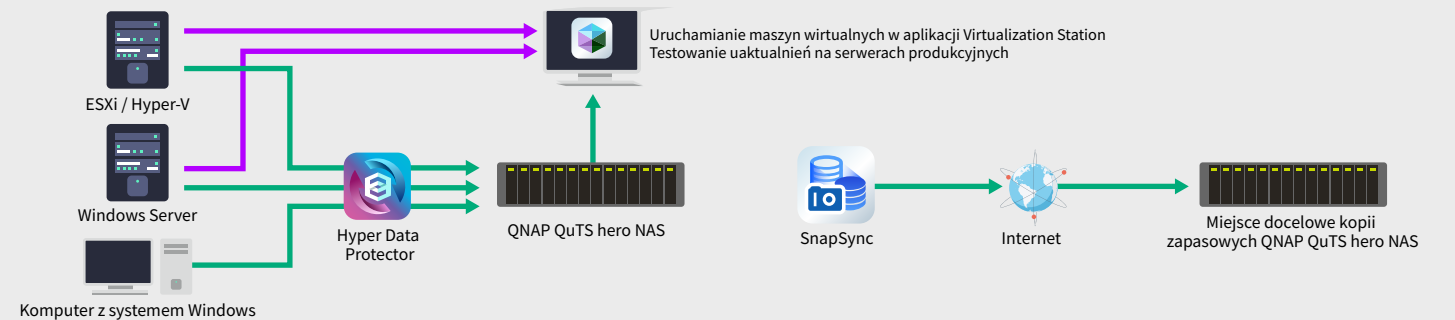 Uruchamianie maszyn wirtualnych w aplikacji Virtualization Station
Testowanie uaktualnień na serwerach produkcyjnych
ESXi / Hyper-V
Windows Server
Komputer z systemem Windows
Hyper Data
Protector
QNAP QuTS hero NAS
SnapSync
Internet
Miejsce docelowe kopii
zapasowych QNAP QuTS hero NAS